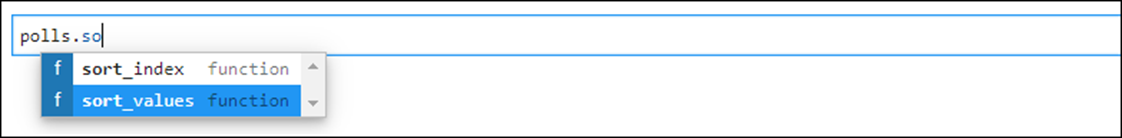 polls.so
f sort_index function
f sort_values function